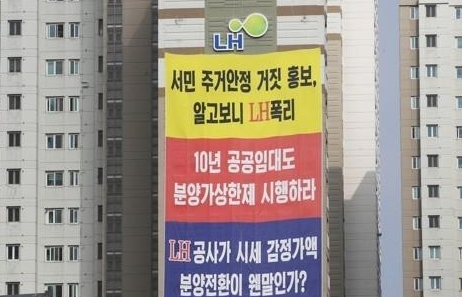 LH
서민 주거안정 거짓 홍보,
알고보니 LH폭리
10년 공공임대도
분양가상한제 시행하라
LH 공사가 시세 감정가액
분양전환이 웬말인가?